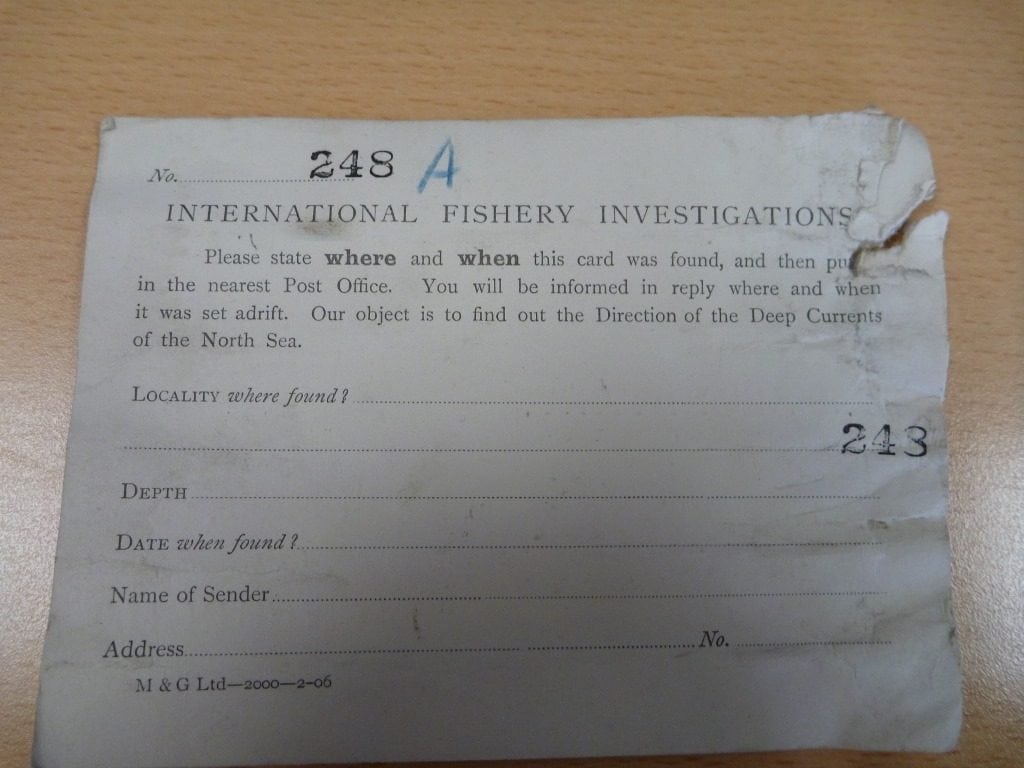 No. 248 A
INTERNATIONAL FISHERY INVESTIGATIONS
Please state where and when this card was found, and then pu
in the nearest Post Office. You will be informed in reply where and when
it was set adrift. Our object is to find out the Direction of the Deep Currents
of the North Sea.
LOCALITY where found?
248
DEPTH
DATE when found?
Name of Sender
Address No.
M & G Ltd—2000—2-06